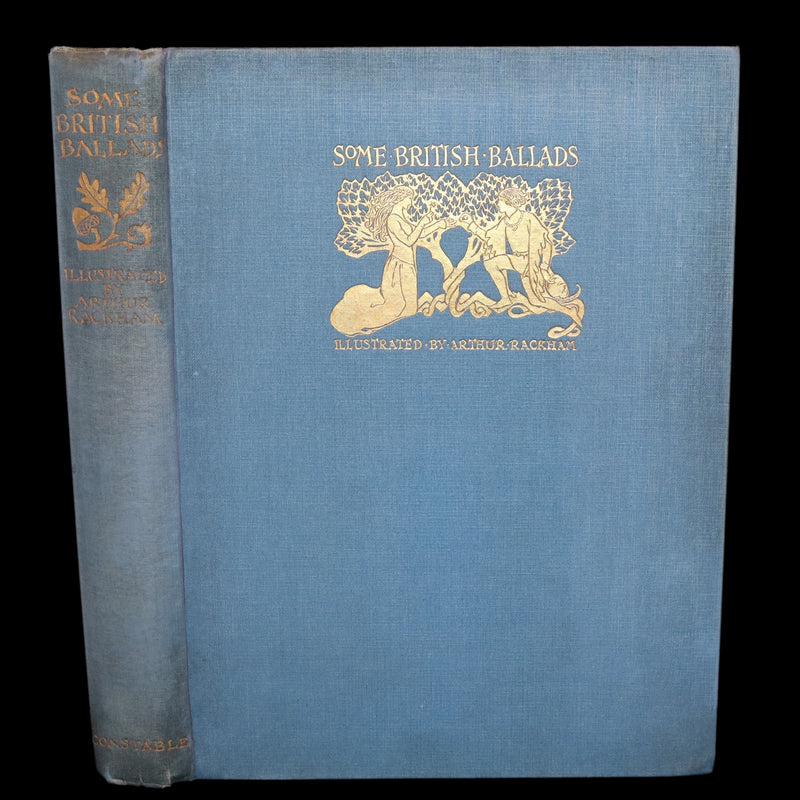 SOME
BRITISH
BALLADS
ILLUSTRATED
BY
ARTHUR
RACKHAM
CONSTABLE
SOME·BRITISH·BALLADS
ILLUSTRATED·BY·ARTHUR·RACKHAM